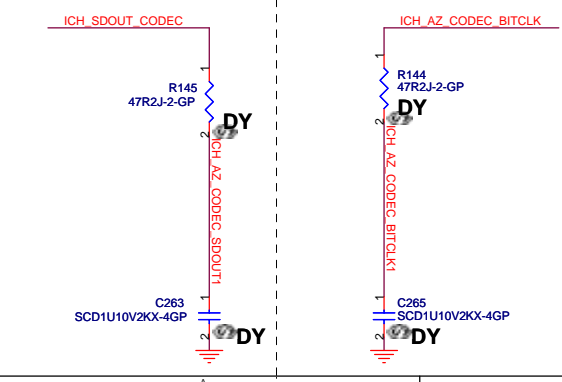 ICH_SDOUT_CODEC
1
R145
47R2J-2-GP
DY
2
ICH_AZ_CODEC_SDOUT1
1
C263
SCD1U10V2KX-4GP
DY
2
ICH_AZ_CODEC_BITCLK
1
R144
47R2J-2-GP
DY
2
ICH_AZ_CODEC_BITCLK1
1
C265
SCD1U10V2KX-4GP
DY
2